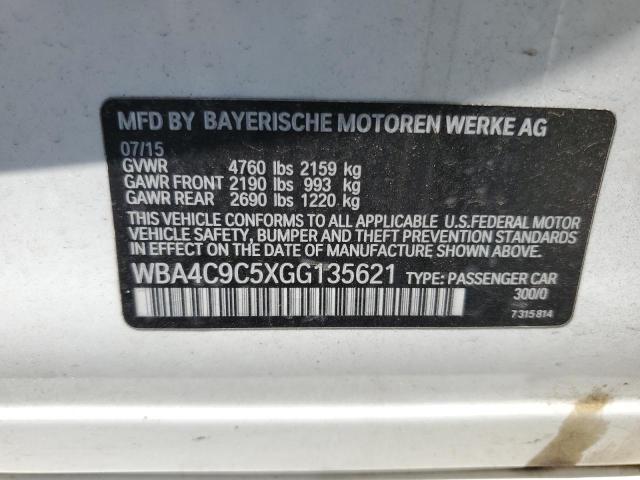 MFD BY BAYERISCHE MOTOREN WERKE AG
07/15
GVWR 4760 lbs 2159 kg
GAWR FRONT 2190 lbs 993 kg
GAWR REAR 2690 lbs 1220 kg
THIS VEHICLE CONFORMS TO ALL APPLICABLE U.S.FEDERAL MOTOR
VEHICLE SAFETY, BUMPER AND THEFT PREVENTION STANDARDS
IN EFFECT ON THE DATE OF MANUFACTURE SHOWN ABOVE.
WBA4C9C5XGG135621 TYPE: PASSENGER CAR
300/0
7315814